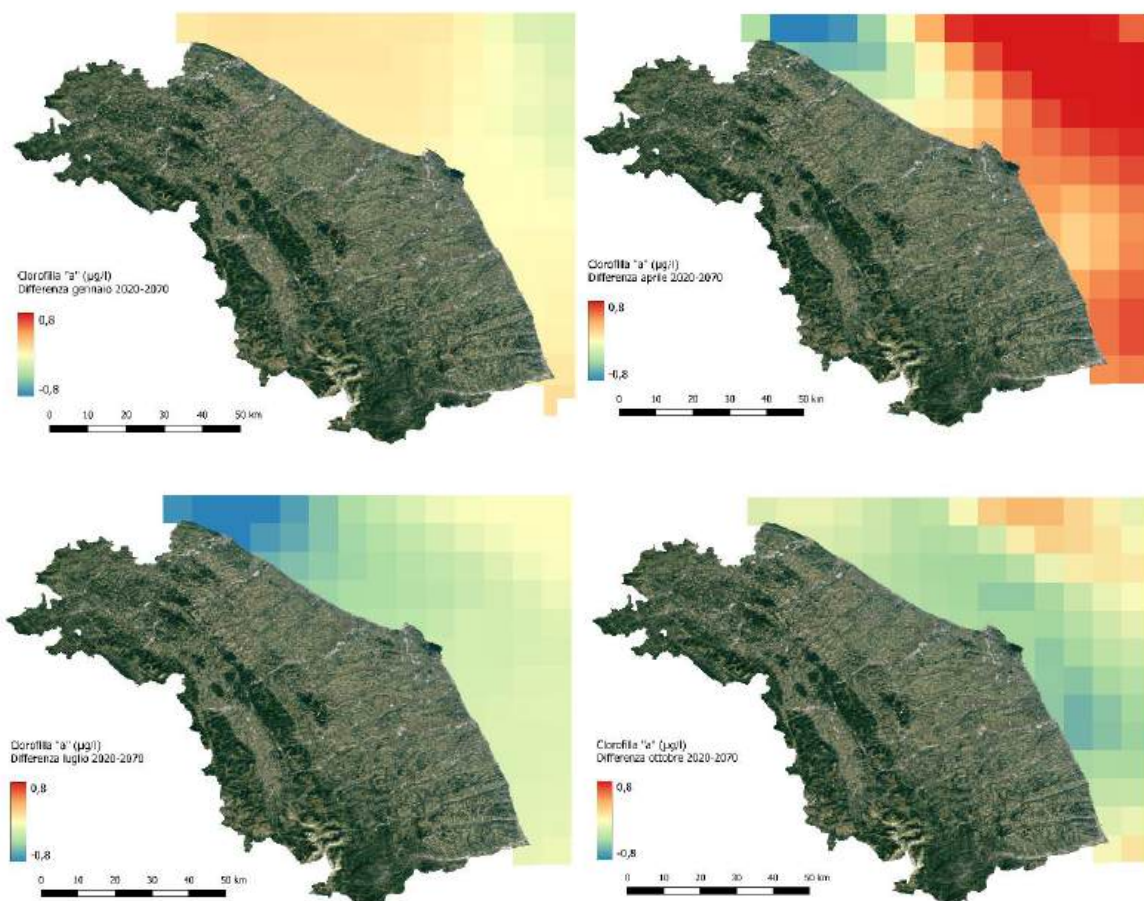 Clorofilla "a" (µg/l)
Differenza gennaio 2020-2070
0,8
-0,8
0 10 20 30 40 50 km
Clorofilla "a" (µg/l)
Differenza aprile 2020-2070
0,8
-0,8
0 10 20 30 40 50 km
Clorofilla "a" (µg/l)
Differenza luglio 2020-2070
0,8
-0,8
0 10 20 30 40 50 km
Clorofilla "a" (µg/l)
Differenza ottobre 2020-2070
0,8
-0,8
0 10 20 30 40 50 km